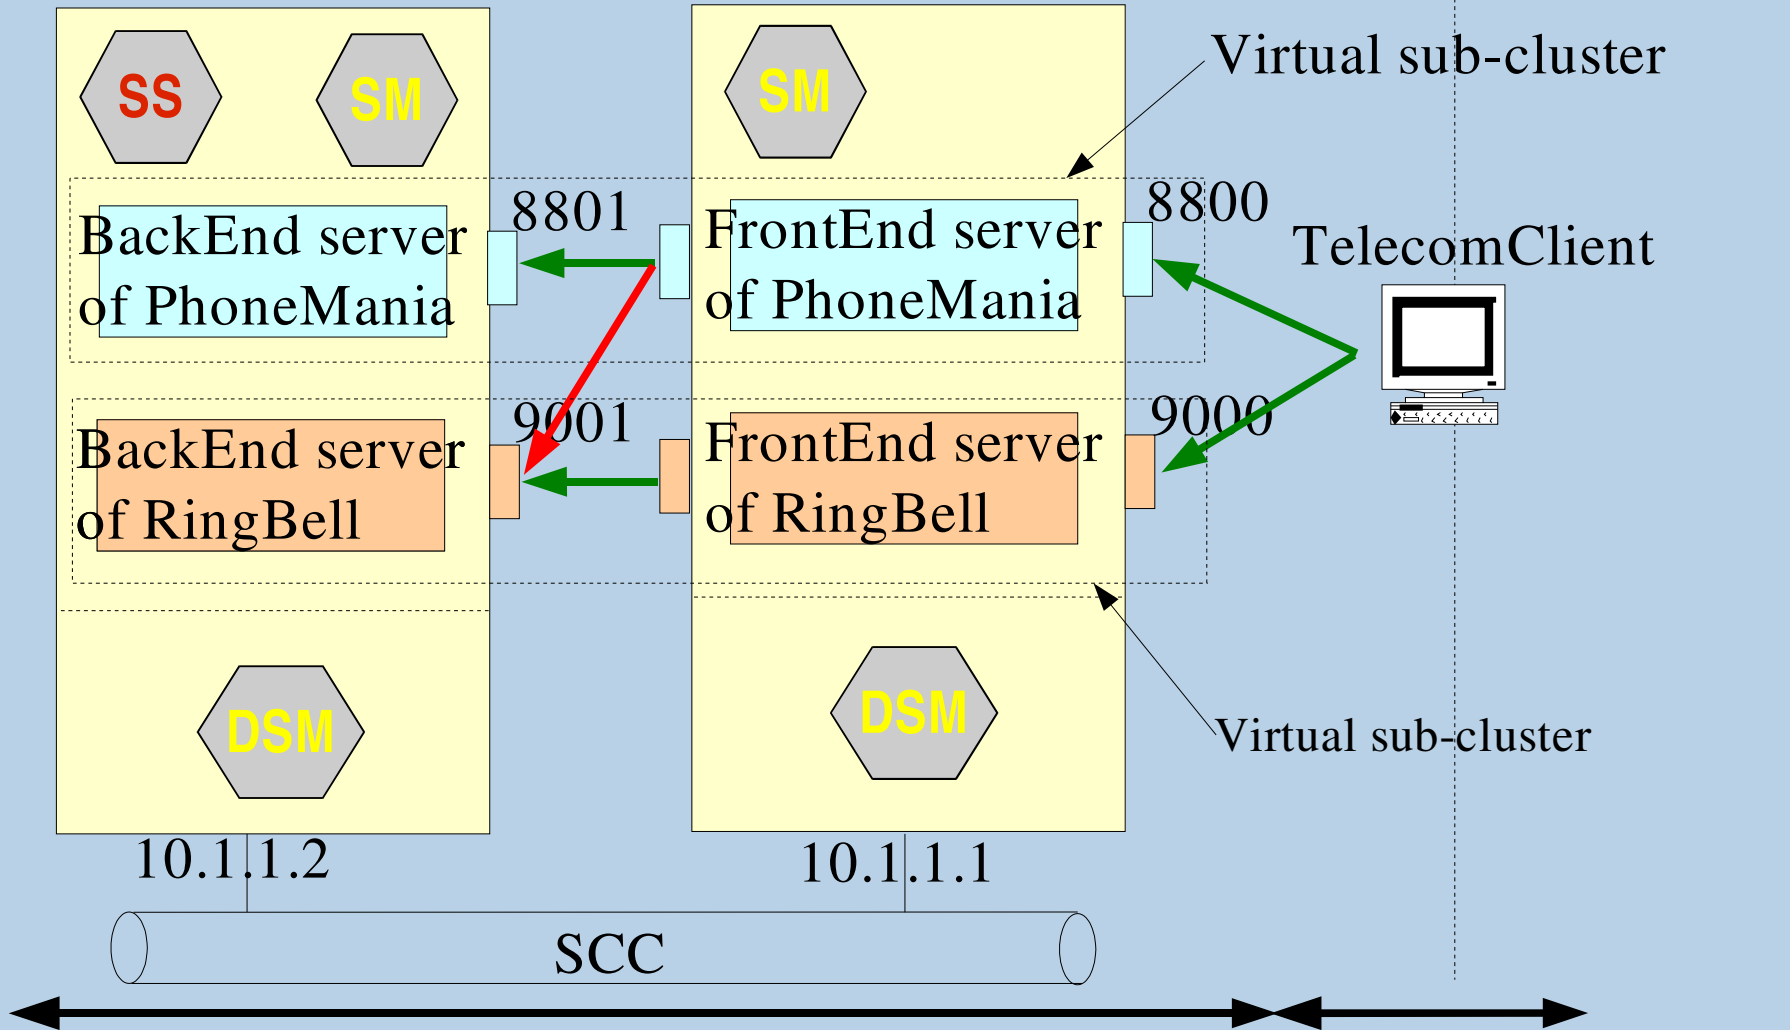 SS
SM
SM
Virtual sub-cluster
8801
8800
BackEnd server
of PhoneMania
FrontEnd server
of PhoneMania
TelecomClient
9001
9000
BackEnd server
of RingBell
FrontEnd server
of RingBell
DSM
DSM
Virtual sub-cluster
10.1.1.2
10.1.1.1
SCC